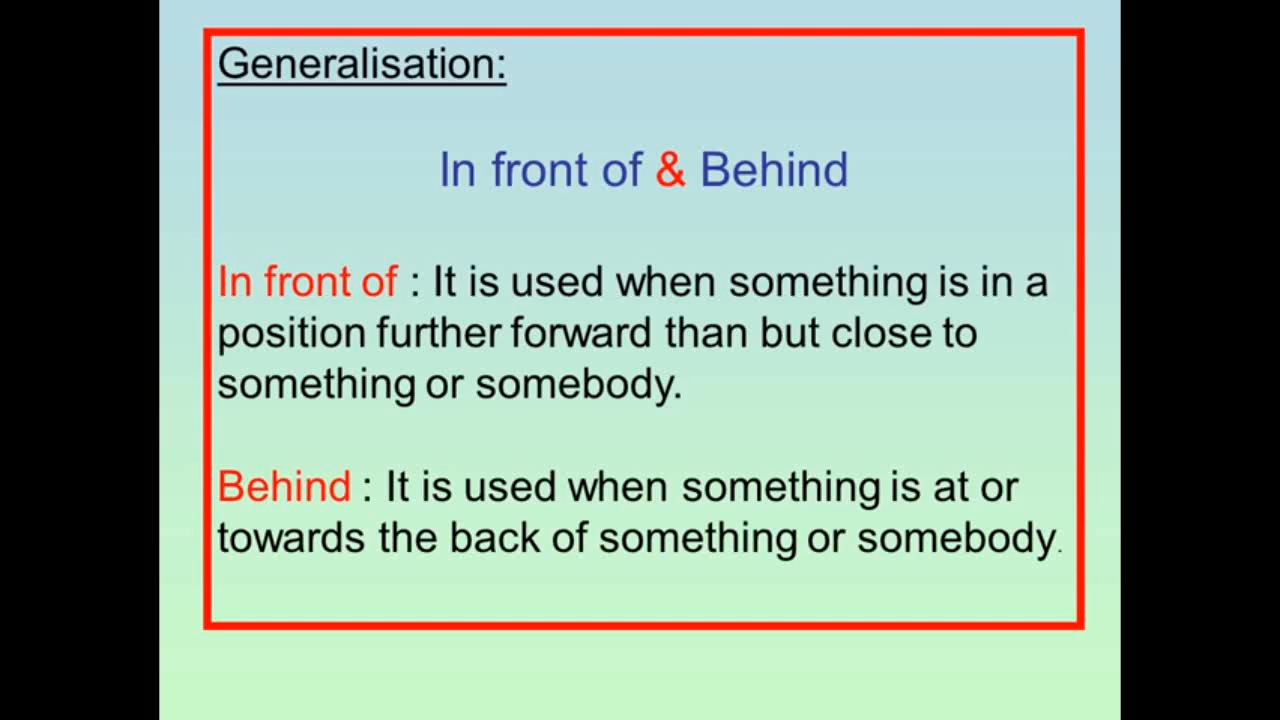 Generalisation:
In front of & Behind
In front of : It is used when something is in a
position further forward than but close to
something or somebody.
Behind : It is used when something is at or
towards the back of something or somebody.